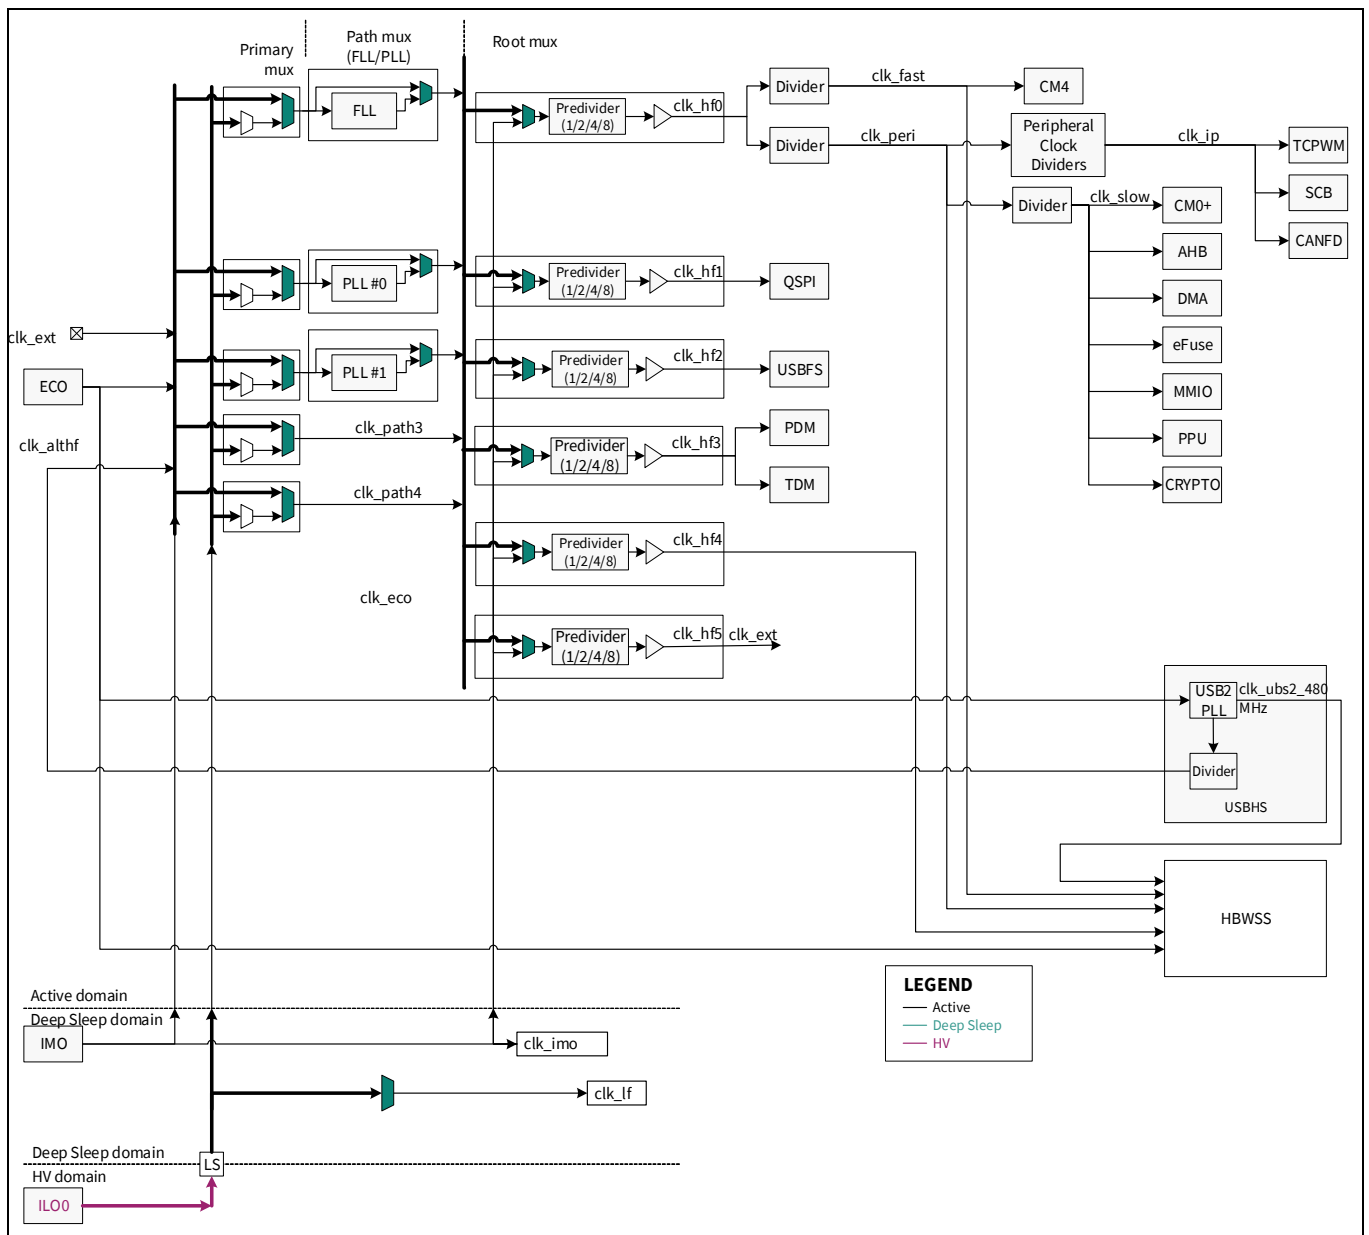 Primary
mux
Path mux
(FLL/PLL)
Root mux
FLL
Predivider
(1/2/4/8)
clk_hf0
Divider
clk_fast
CM4
Divider
clk_peri
Peripheral
Clock
Dividers
clk_ip
TCPWM
SCB
CANFD
Divider
clk_slow
CM0+
AHB
DMA
eFuse
MMIO
PPU
CRYPTO
PLL #0
Predivider
(1/2/4/8)
clk_hf1
QSPI
clk_ext
ECO
PLL #1
Predivider
(1/2/4/8)
clk_hf2
USBFS
clk_althf
clk_path3
Predivider
(1/2/4/8)
clk_hf3
PDM
TDM
clk_path4
Predivider
(1/2/4/8)
clk_hf4
clk_eco
Predivider
(1/2/4/8)
clk_hf5
clk_ext
USB2
PLL
clk_ubs2_480
MHz
Divider
USBHS
HBWSS
LEGEND
Active
Deep Sleep
HV
Active domain
Deep Sleep domain
IMO
clk_imo
clk_lf
Deep Sleep domain
LS
HV domain
ILO0